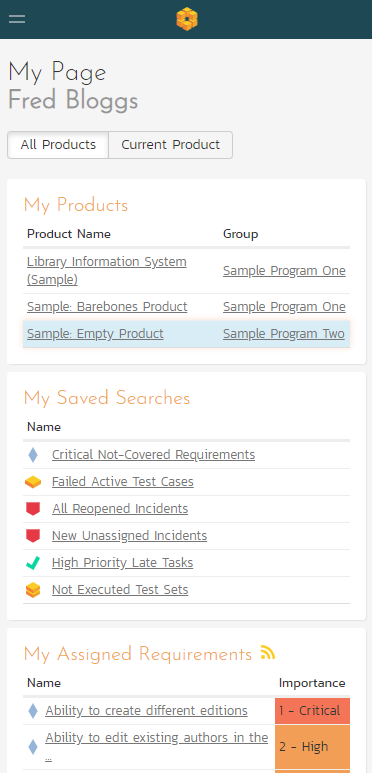 My Page
Fred Bloggs
All Products Current Product
My Products
Product Name Group
Library Information System
(Sample) Sample Program One
Sample: Barebones Product Sample Program One
Sample: Empty Product Sample Program Two
My Saved Searches
Name
Critical Not-Covered Requirements
Failed Active Test Cases
All Reopened Incidents
New Unassigned Incidents
High Priority Late Tasks
Not Executed Test Sets
My Assigned Requirements
Name Importance
Ability to create different editions 1 - Critical
Ability to edit existing authors in the
... 2 - High